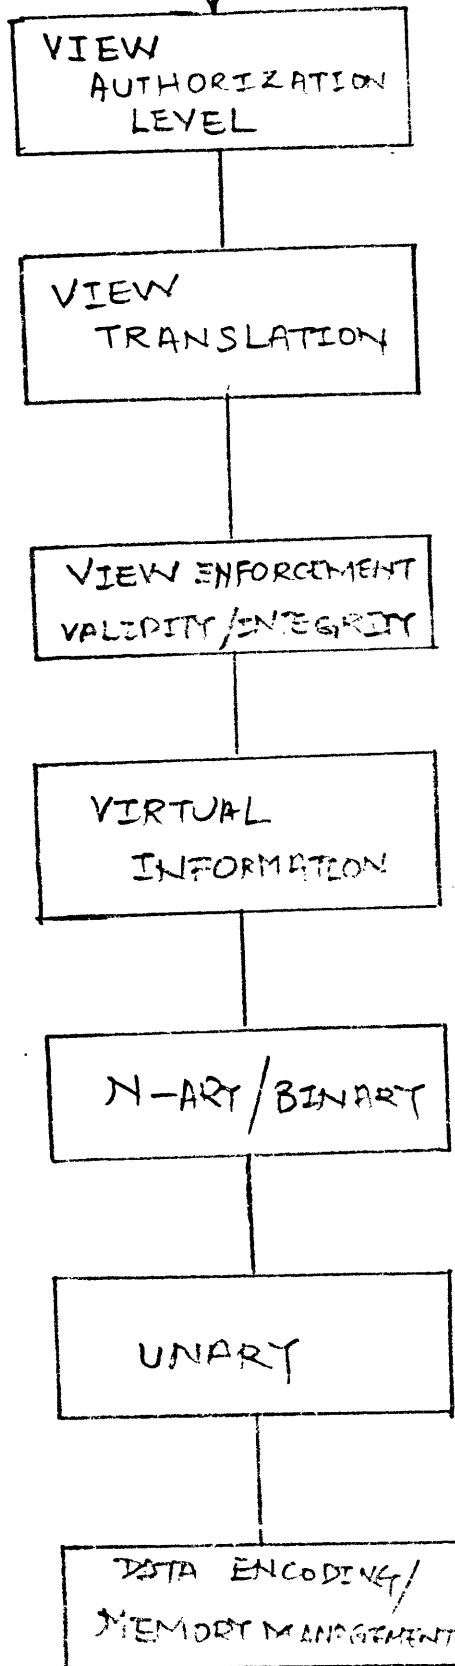 VIEW
AUTHORIZATION
LEVEL
VIEW
TRANSLATION
VIEW ENFORCEMENT
VALIDITY/INTEGRITY
VIRTUAL
INFORMATION
N-ARY/BINARY
UNARY
DATA ENCODING/
MEMORY MANAGEMENT